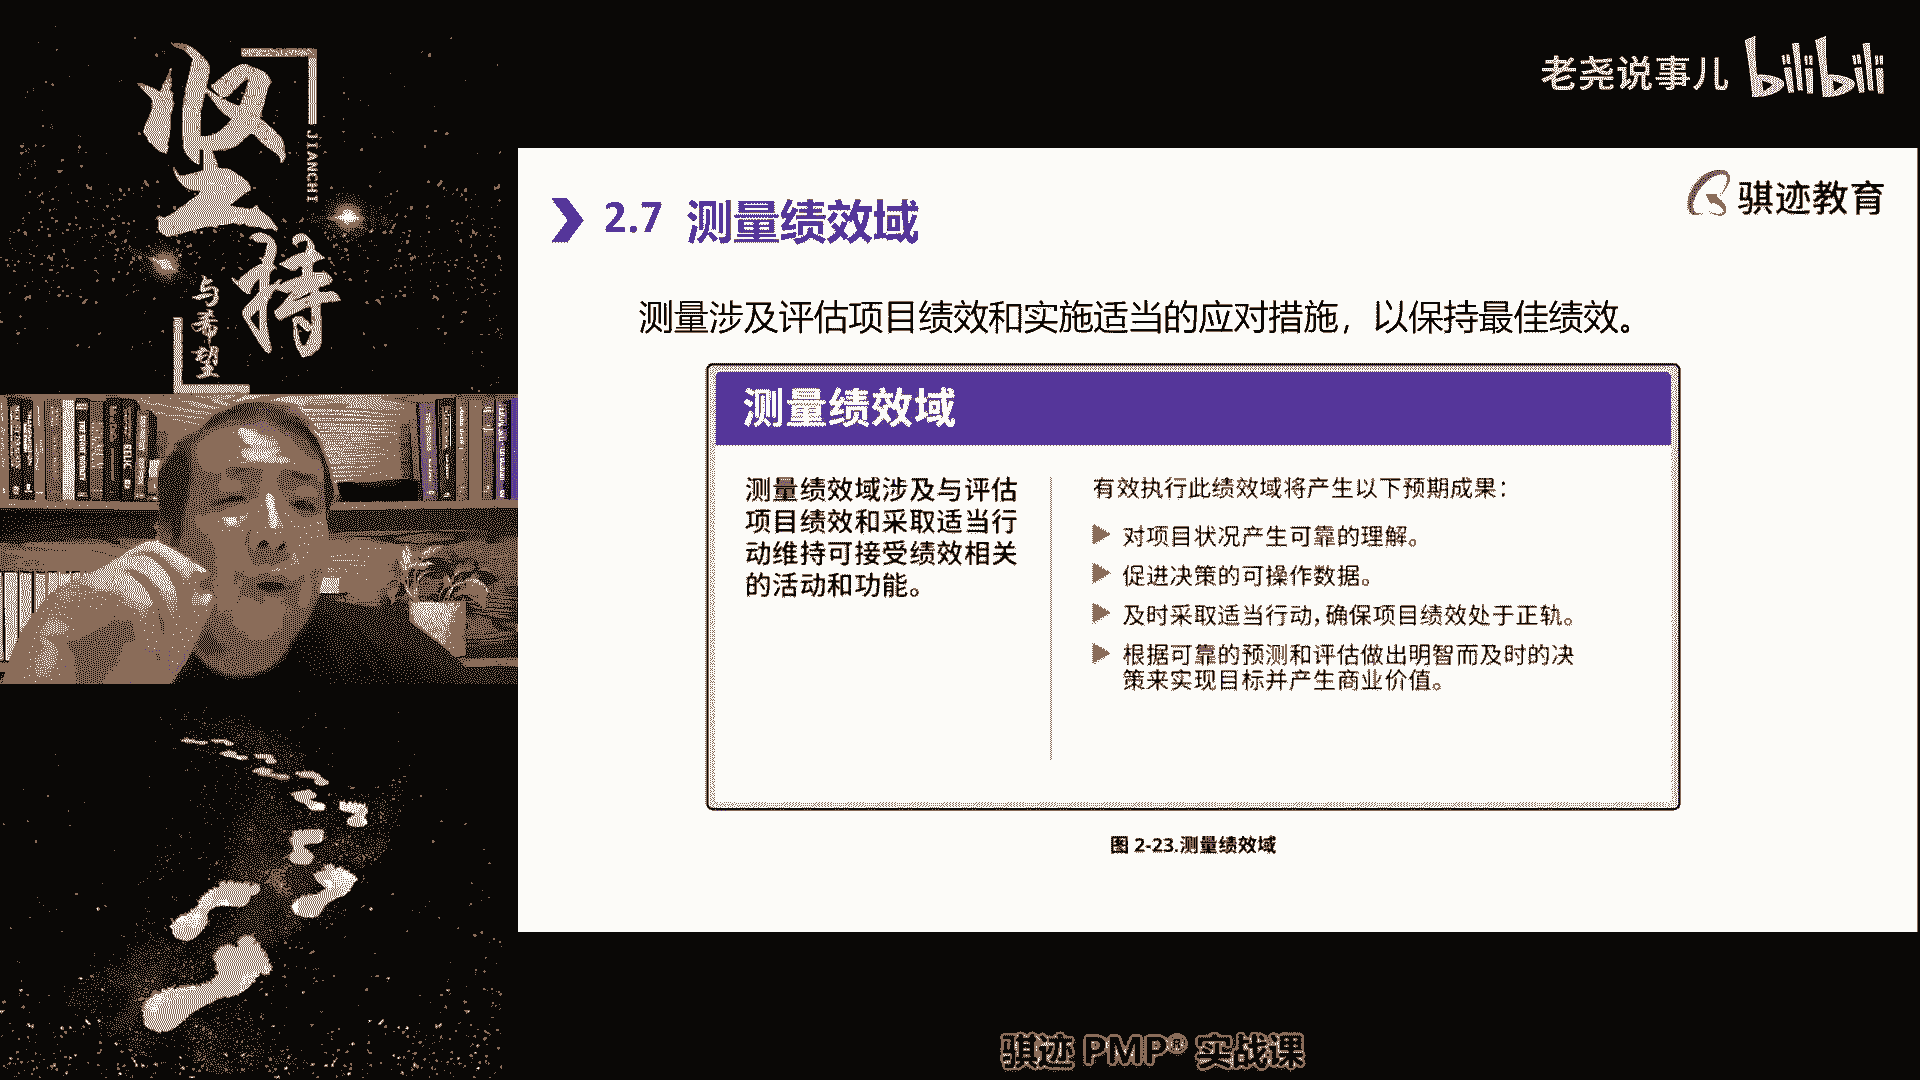 坚持
JIANCHI
与希望
老尧说事儿 bilibili
骐迹教育
2.7 测量绩效域
测量涉及评估项目绩效和实施适当的应对措施，以保持最佳绩效。
测量绩效域
测量绩效域涉及与评估
项目绩效和采取适当行
动维持可接受绩效相关
的活动和功能。
有效执行此绩效域将产生以下预期成果：
对项目状况产生可靠的理解。
促进决策的可操作数据。
及时采取适当行动，确保项目绩效处于正轨。
根据可靠的预测和评估做出明智而及时的决
策来实现目标并产生商业价值。
图 2-23.测量绩效域
骐迹 PMP® 实战课